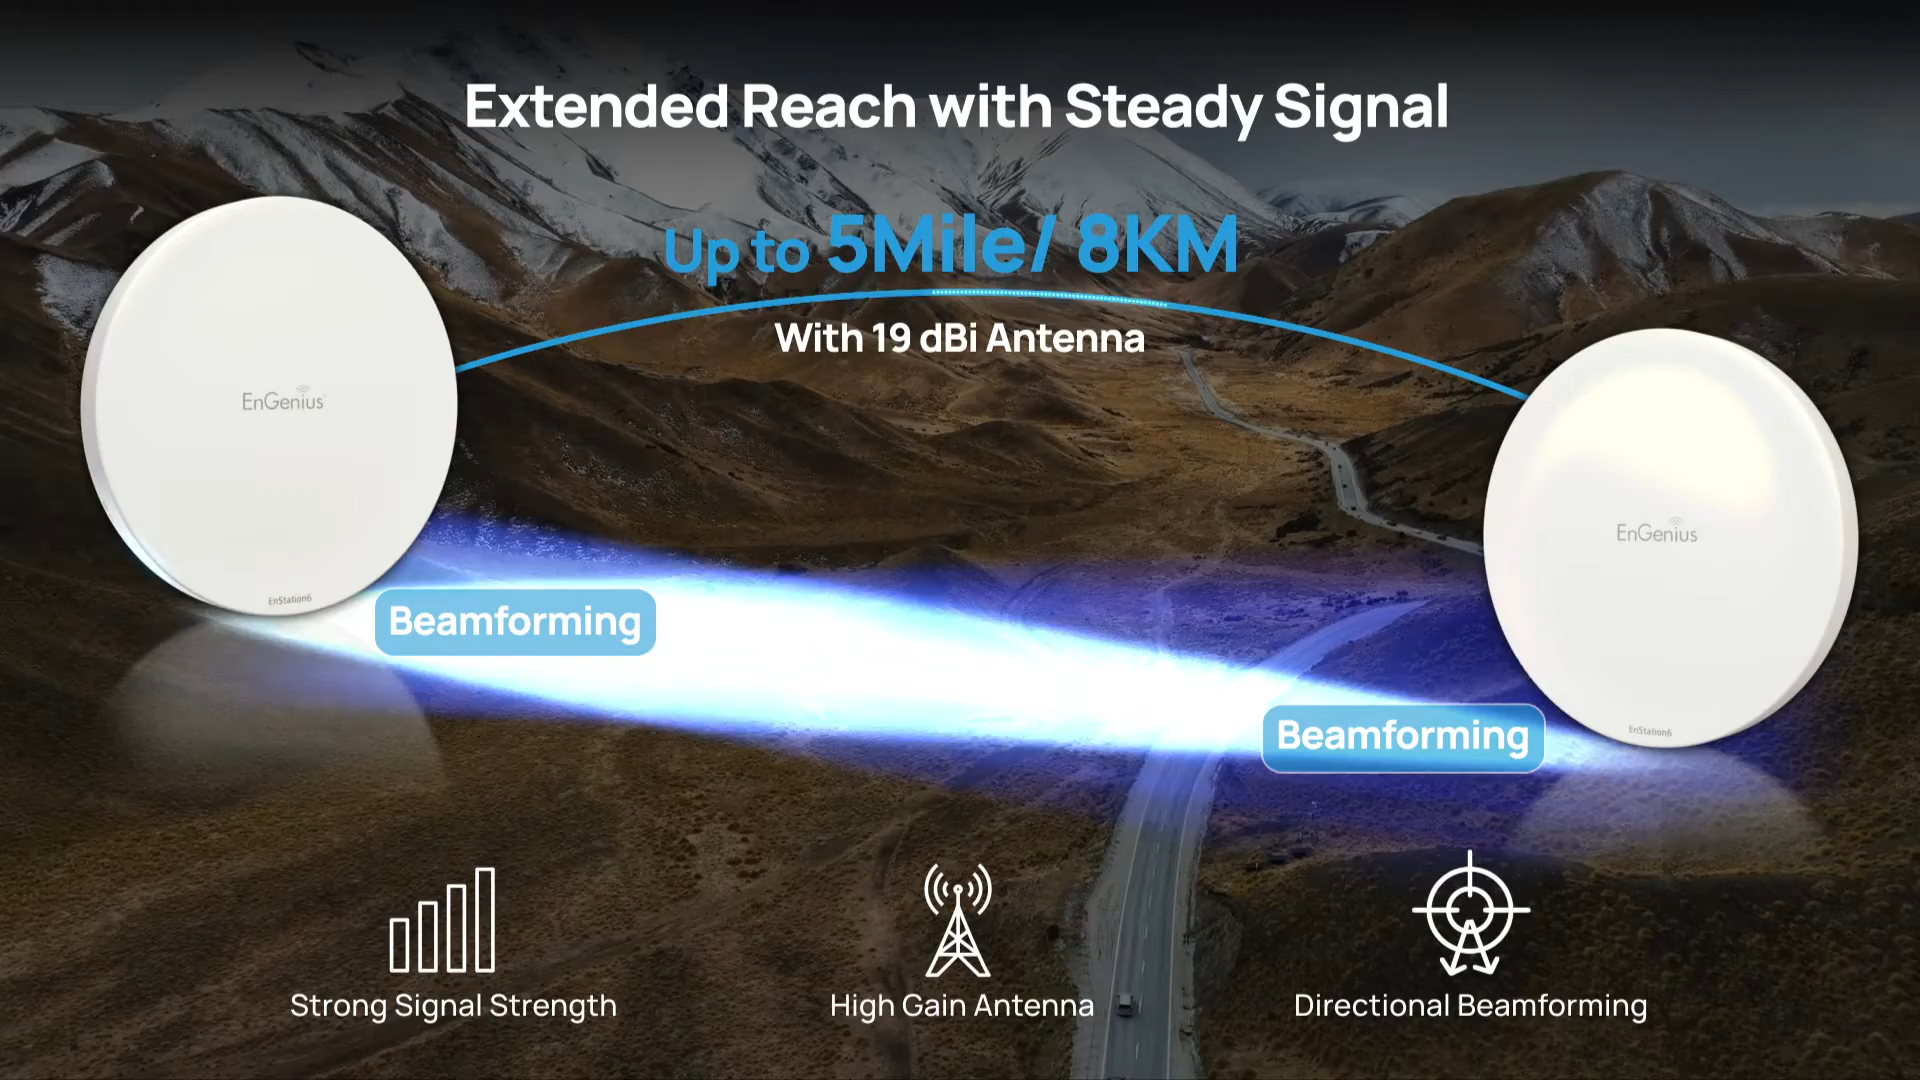 Extended Reach with Steady Signal
Up to 5Mile/ 8KM
With 19 dBi Antenna
EnGenius
EnStation6
EnGenius
EnStation6
Beamforming
Beamforming
Strong Signal Strength
High Gain Antenna
Directional Beamforming